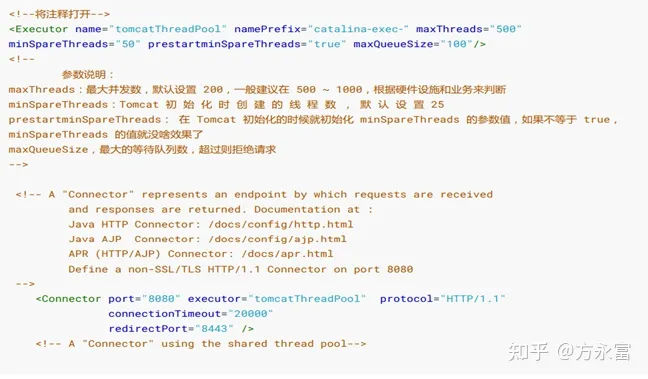 <!--将注释打开-->
<Executor name="tomcatThreadPool" namePrefix="catalina-exec-" maxThreads="500"
minSpareThreads="50" prestartminSpareThreads="true" maxQueueSize="100"/>
<!--
参数说明：
maxThreads：最大并发数，默认设置 200，一般建议在 500 ~ 1000，根据硬件设施和业务来判断
minSpareThreads：Tomcat 初 始 化 时 创 建 的 线 程 数 ， 默 认 设 置 25
prestartminSpareThreads： 在 Tomcat 初始化的时候就初始化 minSpareThreads 的参数值，如果不等于 true，
minSpareThreads 的值就没啥效果了
maxQueueSize，最大的等待队列数，超过则拒绝请求
-->
<!-- A "Connector" represents an endpoint by which requests are received
and responses are returned. Documentation at :
Java HTTP Connector: /docs/config/http.html
Java AJP  Connector: /docs/config/ajp.html
APR (HTTP/AJP) Connector: /docs/apr.html
Define a non-SSL/TLS HTTP/1.1 Connector on port 8080
-->
<Connector port="8080" executor="tomcatThreadPool"  protocol="HTTP/1.1"
connectionTimeout="20000"
redirectPort="8443" />
<!-- A "Connector" using the shared thread pool-->
知乎 @方永富